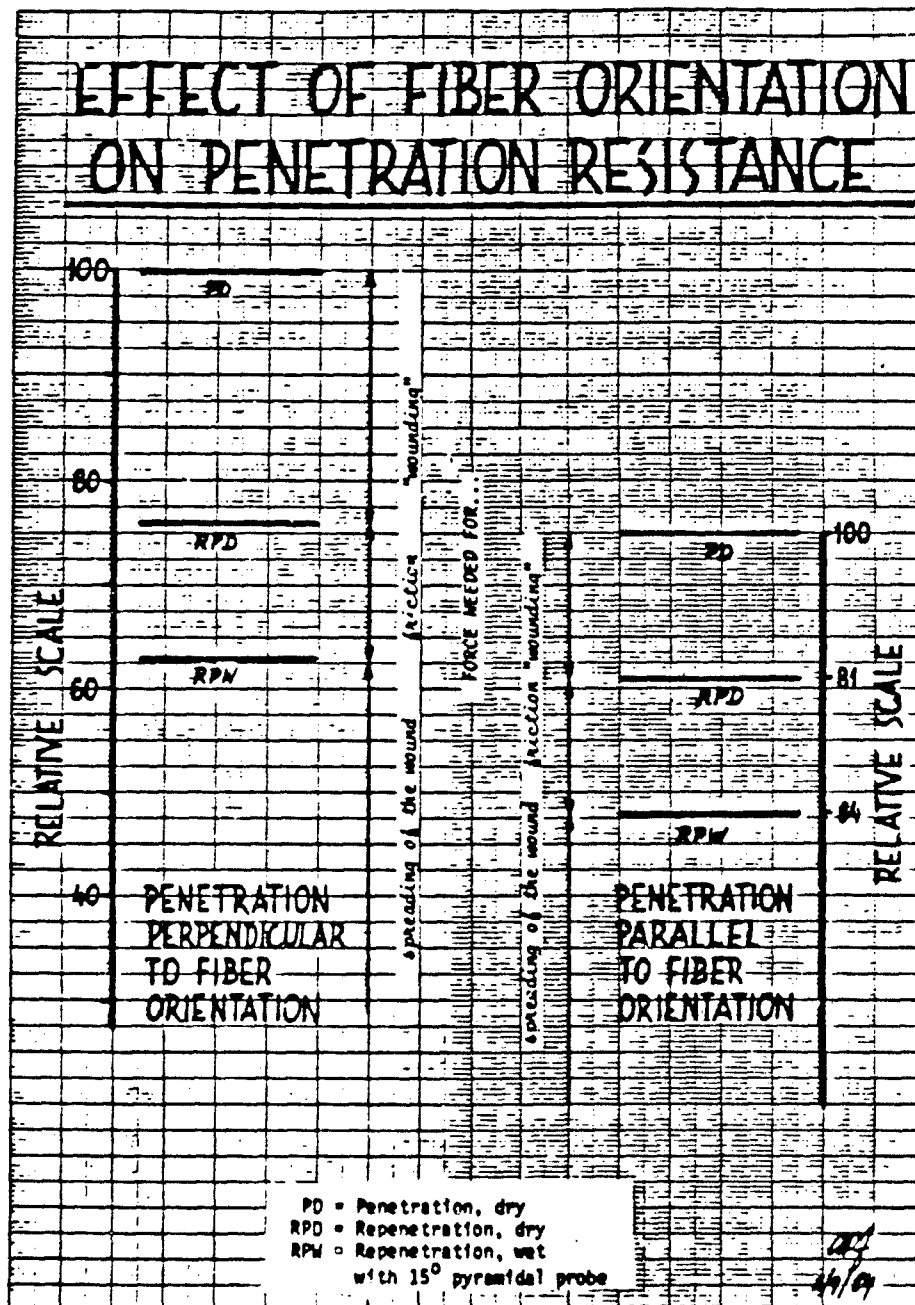 EFFECT OF FIBER ORIENTATION
ON PENETRATION RESISTANCE
100
80
60
40
RELATIVE SCALE
PD
RPD
RPW
"wounding"
friction
spreading of the wound
PENETRATION
PERPENDICULAR
TO FIBER
ORIENTATION
FORCE NEEDED FOR...
"wounding"
friction
spreading of the wound
PD
RPD
RPW
100
81
64
RELATIVE SCALE
PENETRATION
PARALLEL
TO FIBER
ORIENTATION
PD = Penetration, dry
RPD = Repenetration, dry
RPW = Repenetration, wet
with 15° pyramidal probe